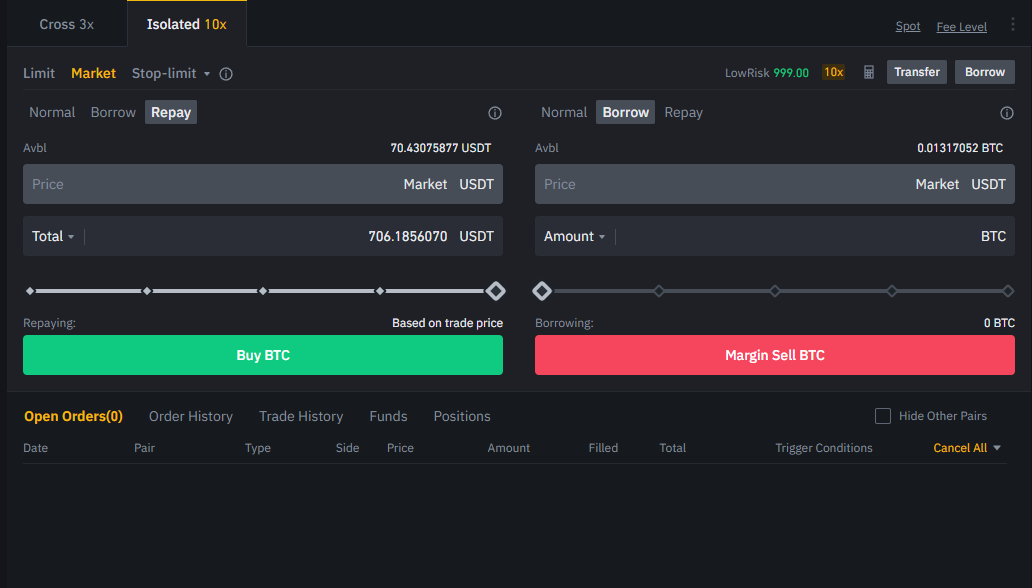 Cross 3x Isolated 10x Spot Fee Level
Limit Market Stop-limit LowRisk 999.00 10x Transfer Borrow
Normal Borrow Repay Normal Borrow Repay
Avbl 70.43075877 USDT Avbl 0.01317052 BTC
Price Market USDT Price Market USDT
Total 706.1856070 USDT Amount BTC
Repaying: Based on trade price Borrowing: 0 BTC
Buy BTC Margin Sell BTC
Open Orders(0) Order History Trade History Funds Positions Hide Other Pairs
Date Pair Type Side Price Amount Filled Total Trigger Conditions Cancel All